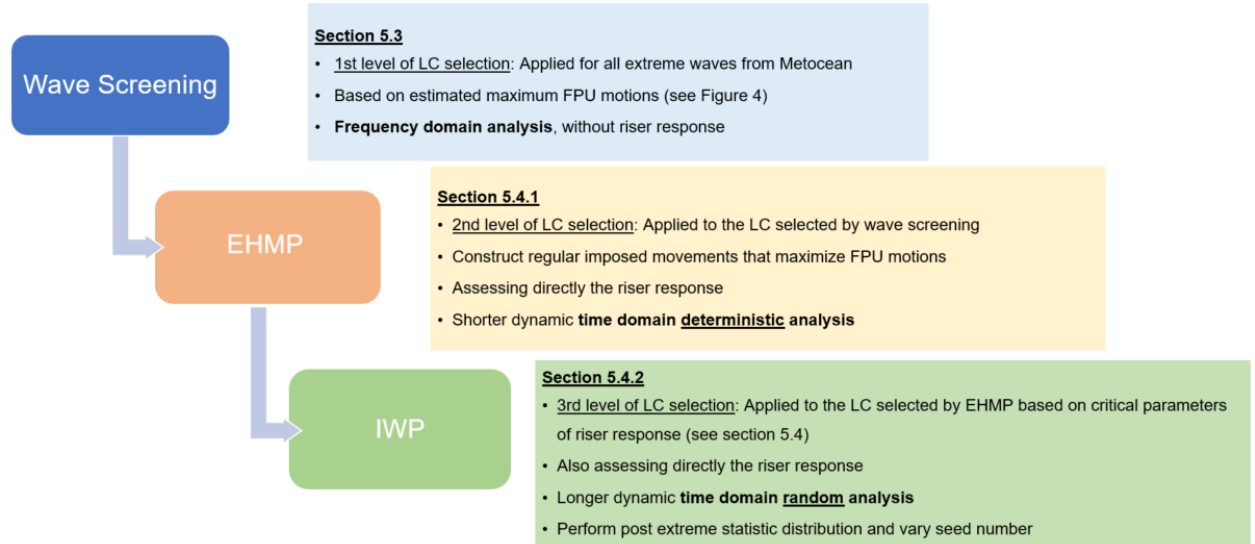 Wave Screening
Section 5.3
• 1st level of LC selection: Applied for all extreme waves from Metocean
• Based on estimated maximum FPU motions (see Figure 4)
• Frequency domain analysis, without riser response
EHMP
Section 5.4.1
• 2nd level of LC selection: Applied to the LC selected by wave screening
• Construct regular imposed movements that maximize FPU motions
• Assessing directly the riser response
• Shorter dynamic time domain deterministic analysis
IWP
Section 5.4.2
• 3rd level of LC selection: Applied to the LC selected by EHMP based on critical parameters
of riser response (see section 5.4)
• Also assessing directly the riser response
• Longer dynamic time domain random analysis
• Perform post extreme statistic distribution and vary seed number